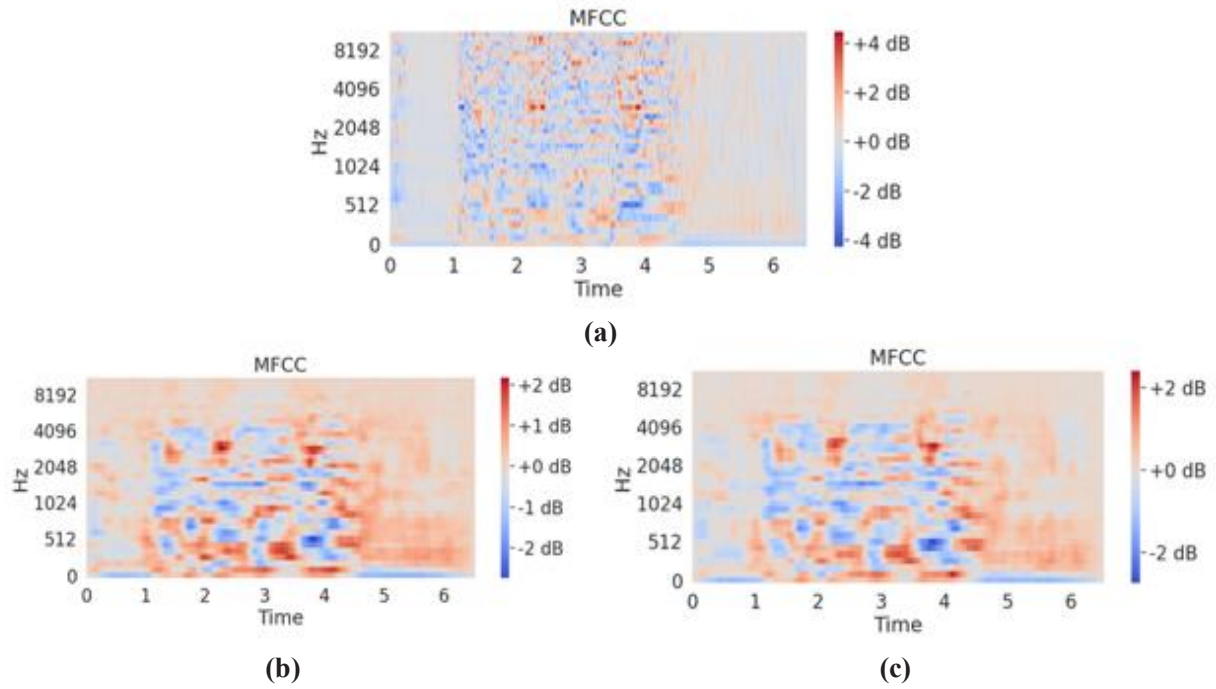 MFCC
8192
4096
2048
1024
512
0
Hz
0 1 2 3 4 5 6
Time
+4 dB
+2 dB
+0 dB
-2 dB
-4 dB
(a)
MFCC
8192
4096
2048
1024
512
0
Hz
0 1 2 3 4 5 6
Time
+2 dB
+1 dB
+0 dB
-1 dB
-2 dB
(b)
MFCC
8192
4096
2048
1024
512
0
Hz
0 1 2 3 4 5 6
Time
+2 dB
+0 dB
-2 dB
(c)